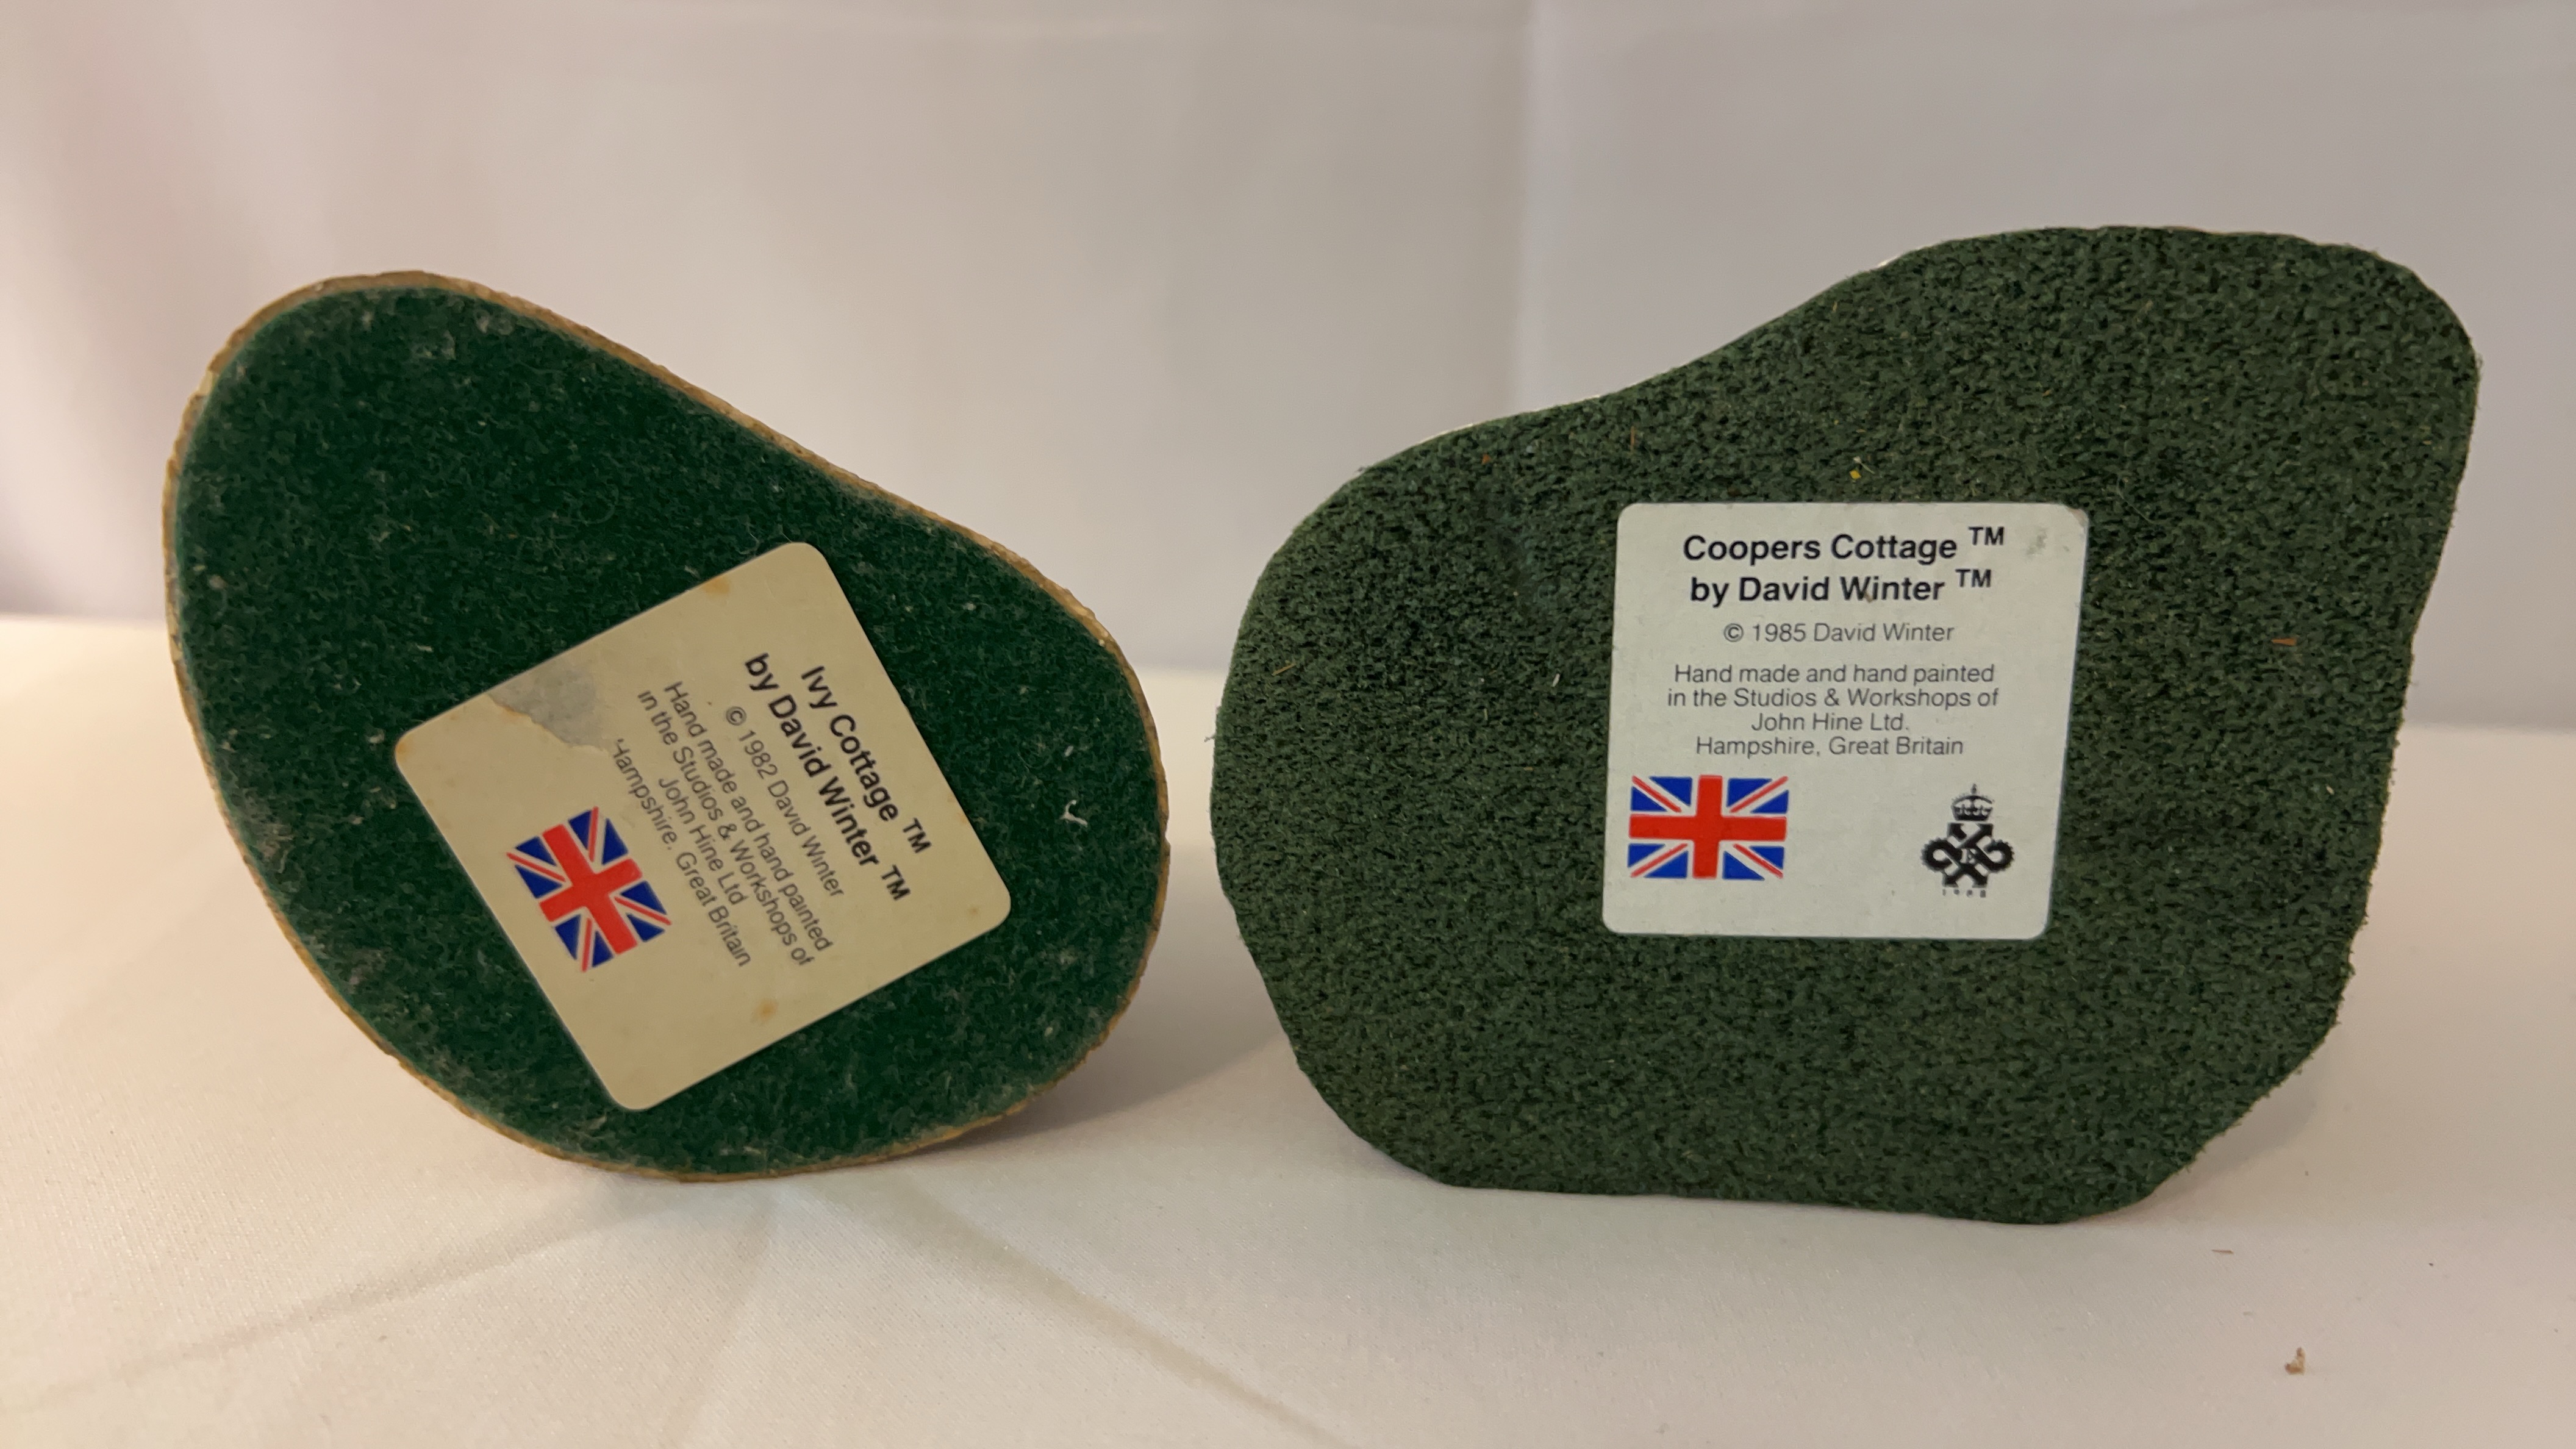 Ivy Cottage ™
by David Winter ™
© 1982 David Winter
Hand made and hand painted
in the Studios & Workshops of
John Hine Ltd
Hampshire. Great Britain
Coopers Cottage ™
by David Winter ™
© 1985 David Winter
Hand made and hand painted
in the Studios & Workshops of
John Hine Ltd.
Hampshire, Great Britain